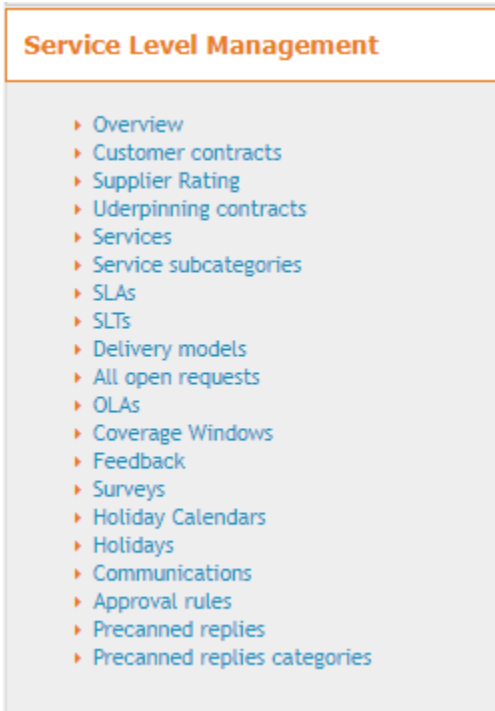 Service Level Management
Overview
Customer contracts
Supplier Rating
Uderpinning contracts
Services
Service subcategories
SLAs
SLTs
Delivery models
All open requests
OLAs
Coverage Windows
Feedback
Surveys
Holiday Calendars
Holidays
Communications
Approval rules
Precanned replies
Precanned replies categories